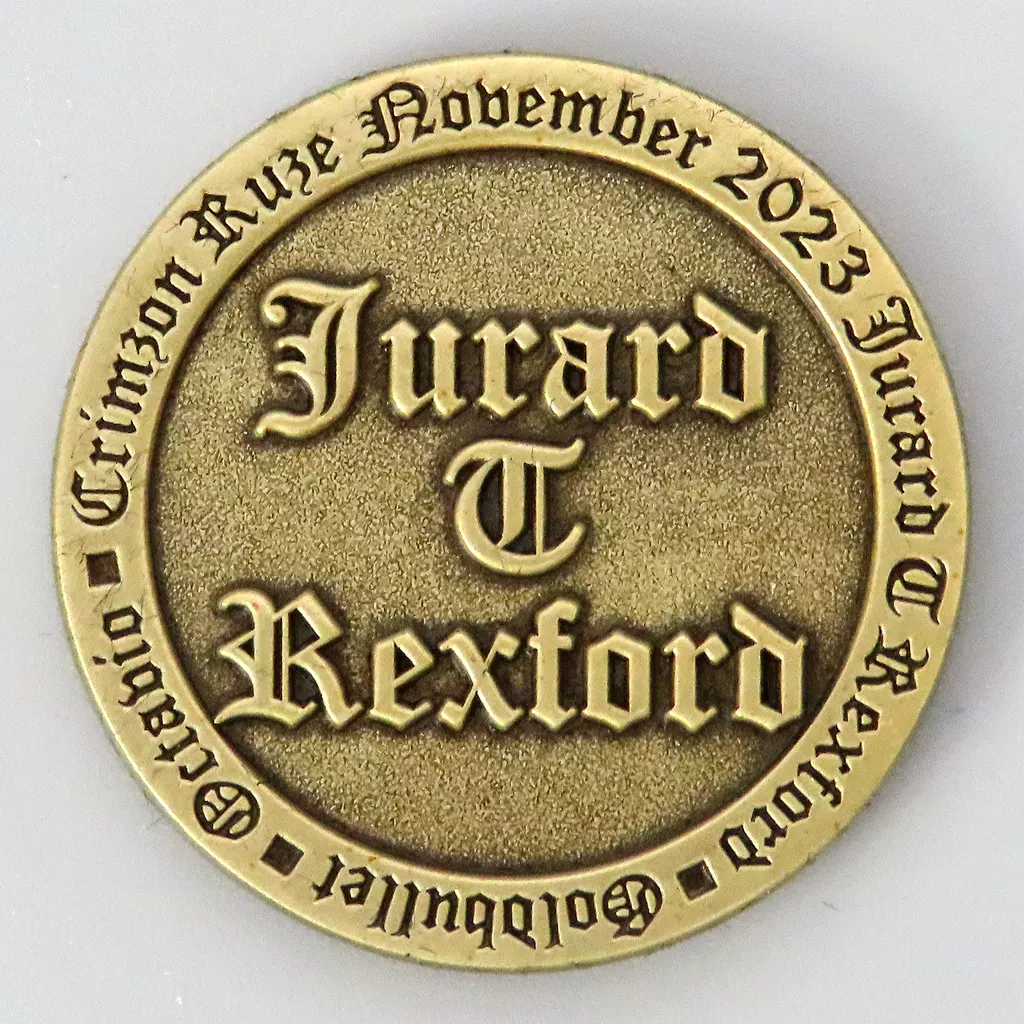 Jurard
T
Rexford
Crimzon Ruze November 2023 Jurard T Rexford ▪ Goldbullet ▪ Octavio ▪